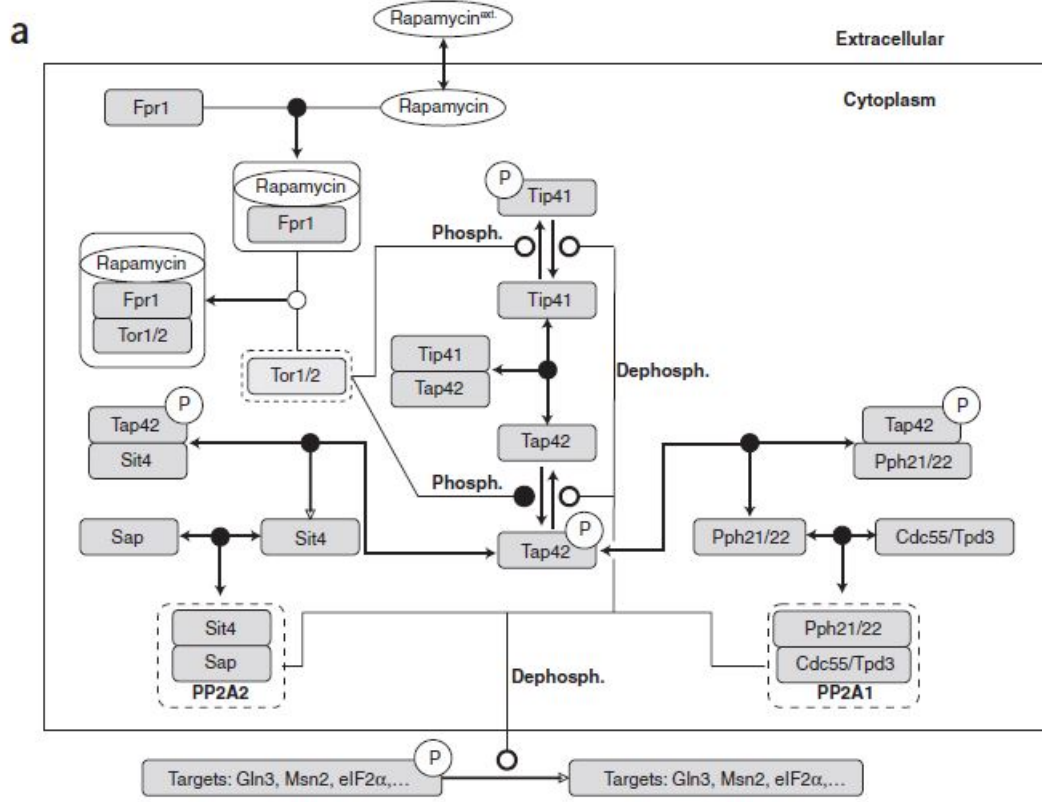 a
Rapamycin^ext.
Extracellular
Cytoplasm
Fpr1
Rapamycin
Rapamycin
Fpr1
P
Tip41
Phosph.
Rapamycin
Fpr1
Tor1/2
Tip41
Tor1/2
Tip41
Tap42
Dephosph.
P
Tap42
Sit4
Tap42
P
Tap42
Pph21/22
Phosph.
Sap
Sit4
P
Tap42
Pph21/22
Cdc55/Tpd3
Sit4
Sap
PP2A2
Pph21/22
Cdc55/Tpd3
PP2A1
Dephosph.
P
Targets: Gln3, Msn2, eIF2α,...
Targets: Gln3, Msn2, eIF2α,...